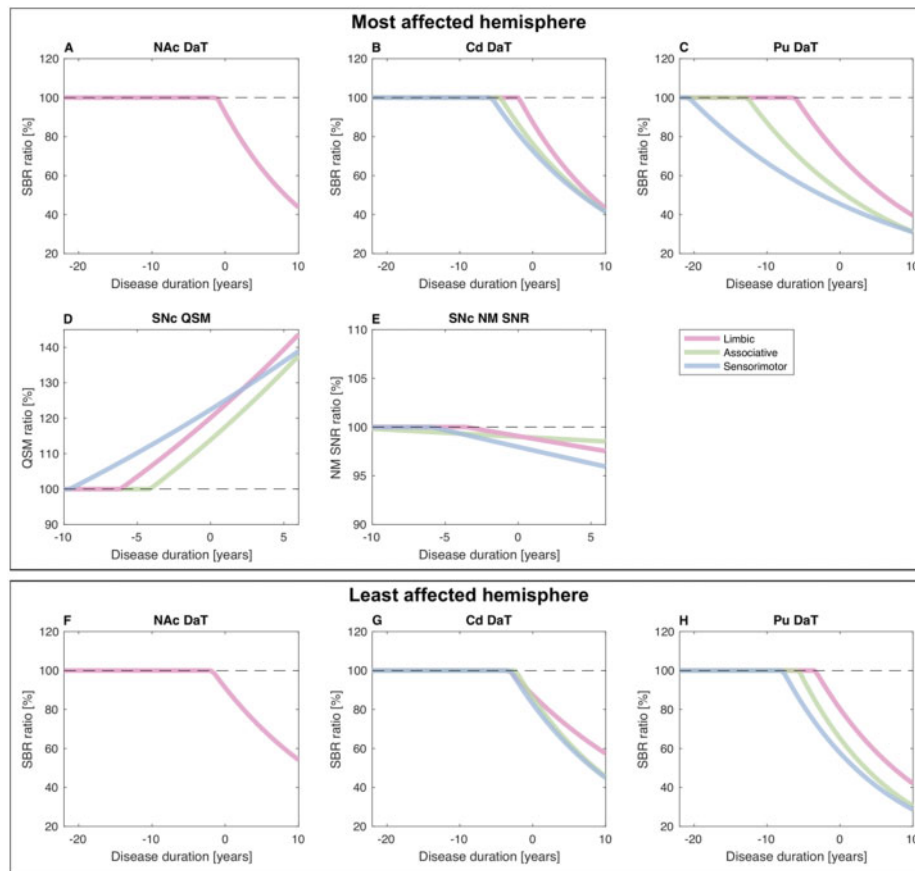 Most affected hemisphere
A NAc DaT
SBR ratio [%]
120
100
80
60
40
20
-20 -10 0 10
Disease duration [years]
B Cd DaT
SBR ratio [%]
120
100
80
60
40
20
-20 -10 0 10
Disease duration [years]
C Pu DaT
SBR ratio [%]
120
100
80
60
40
20
-20 -10 0 10
Disease duration [years]
D SNc QSM
QSM ratio [%]
140
130
120
110
100
90
-10 -5 0 5
Disease duration [years]
E SNc NM SNR
NM SNR ratio [%]
110
105
100
95
90
-10 -5 0 5
Disease duration [years]
Limbic
Associative
Sensorimotor
Least affected hemisphere
F NAc DaT
SBR ratio [%]
120
100
80
60
40
20
-20 -10 0 10
Disease duration [years]
G Cd DaT
SBR ratio [%]
120
100
80
60
40
20
-20 -10 0 10
Disease duration [years]
H Pu DaT
SBR ratio [%]
120
100
80
60
40
20
-20 -10 0 10
Disease duration [years]